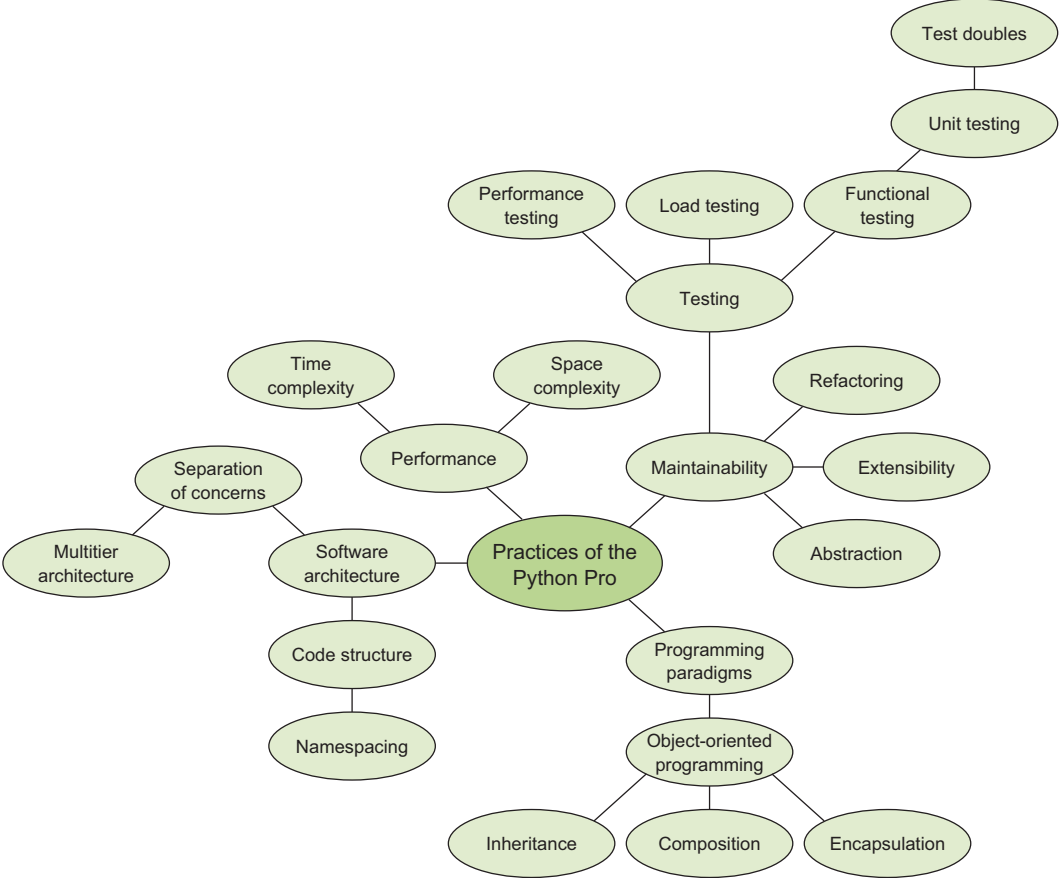 Test doubles
Unit testing
Performance
testing
Load testing
Functional
testing
Testing
Time
complexity
Space
complexity
Refactoring
Performance
Maintainability
Extensibility
Separation
of concerns
Multitier
architecture
Software
architecture
Practices of the
Python Pro
Abstraction
Code structure
Programming
paradigms
Namespacing
Object-oriented
programming
Inheritance
Composition
Encapsulation